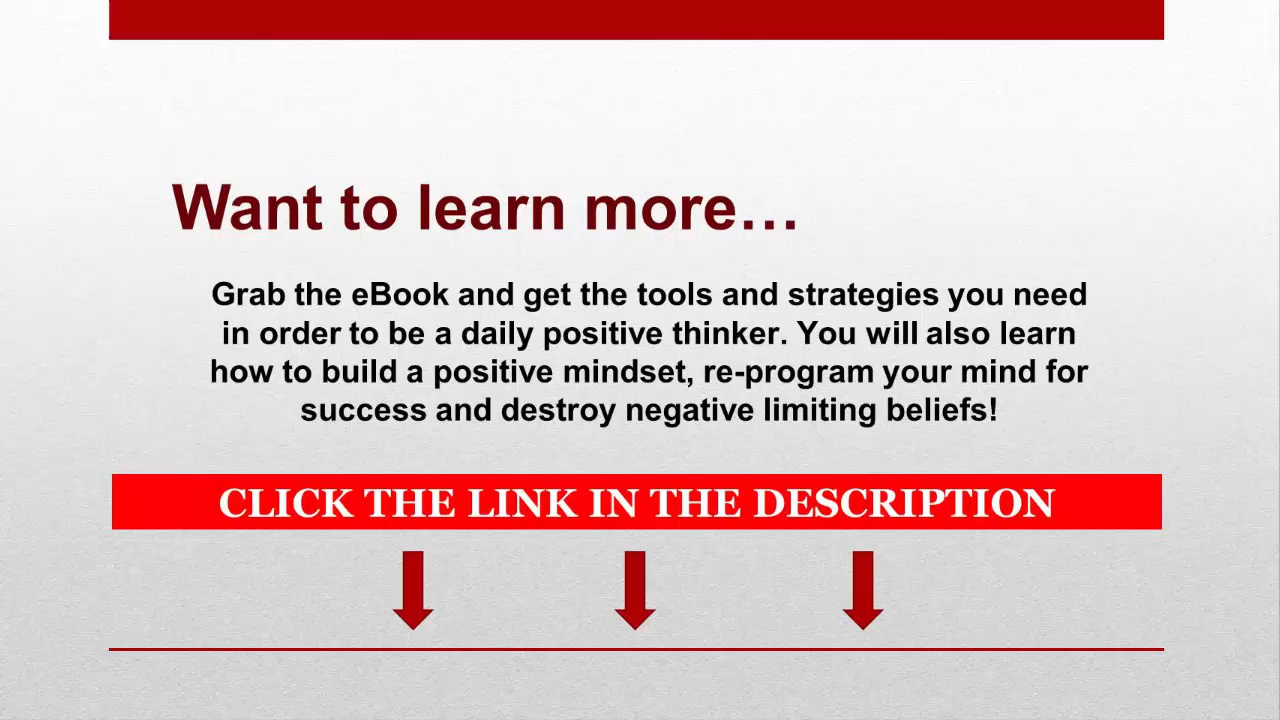 Want to learn more…
Grab the eBook and get the tools and strategies you need
in order to be a daily positive thinker. You will also learn
how to build a positive mindset, re-program your mind for
success and destroy negative limiting beliefs!
CLICK THE LINK IN THE DESCRIPTION